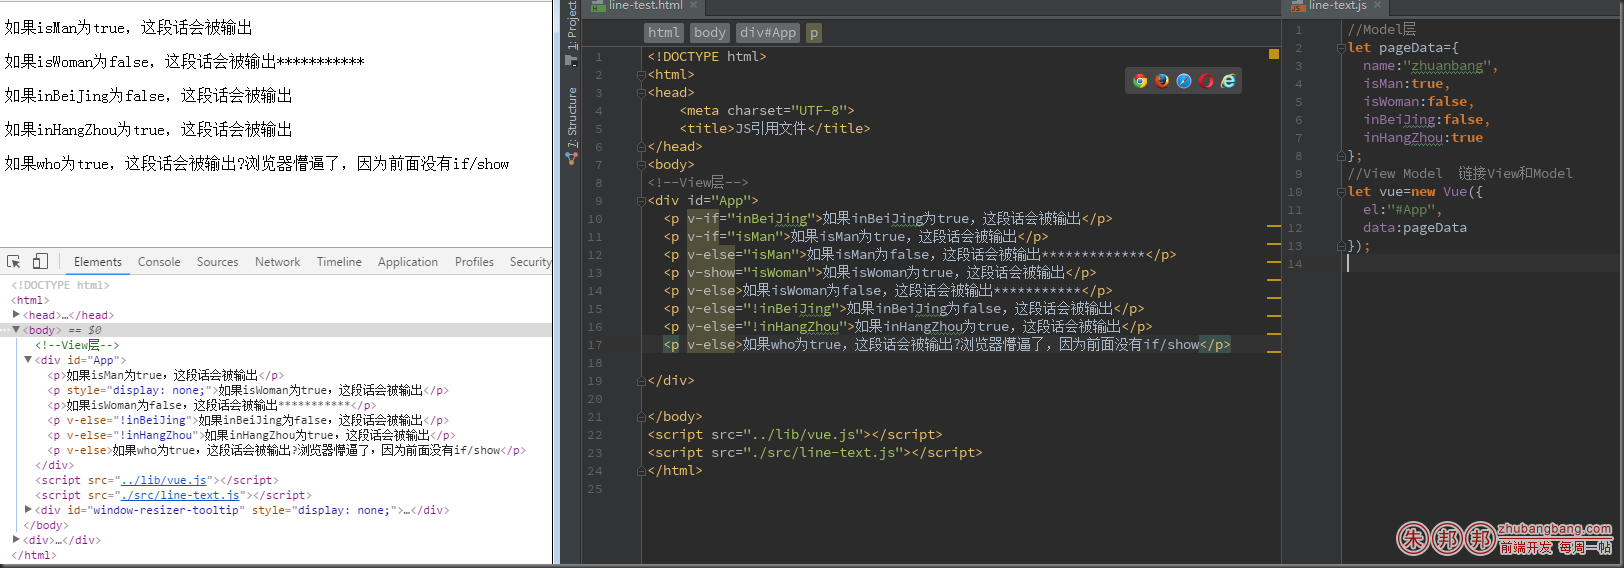 如果isMan为true，这段话会被输出
如果isWoman为false，这段话会被输出***********
如果inBeiJing为false，这段话会被输出
如果inHangZhou为true，这段话会被输出
如果who为true，这段话会被输出?浏览器懵逼了，因为前面没有if/show
Elements Console Sources Network Timeline Application Profiles Security
<!DOCTYPE html>
<html>
<head>…</head>
<body> == $0
<!--View层-->
<div id="App">
<p>如果isMan为true，这段话会被输出</p>
<p style="display: none;">如果isWoman为true，这段话会被输出</p>
<p>如果isWoman为false，这段话会被输出***********</p>
<p v-else="!inBeiJing">如果inBeiJing为false，这段话会被输出</p>
<p v-else="!inHangZhou">如果inHangZhou为true，这段话会被输出</p>
<p v-else>如果who为true，这段话会被输出?浏览器懵逼了，因为前面没有if/show</p>
</div>
<script src="../lib/vue.js"></script>
<script src="./src/line-text.js"></script>
<div id="window-resizer-tooltip" style="display: none;">…</div>
</body>
<div>…</div>
</html>
1: Project
7: Structure
line-test.html ×
html body div#App p
1 <!DOCTYPE html>
2 <html>
3 <head>
4 <meta charset="UTF-8">
5 <title>JS引用文件</title>
6 </head>
7 <body>
8 <!--View层-->
9 <div id="App">
10 <p v-if="inBeiJing">如果inBeiJing为true，这段话会被输出</p>
11 <p v-if="isMan">如果isMan为true，这段话会被输出</p>
12 <p v-else="isMan">如果isMan为false，这段话会被输出*************</p>
13 <p v-show="isWoman">如果isWoman为true，这段话会被输出</p>
14 <p v-else>如果isWoman为false，这段话会被输出***********</p>
15 <p v-else="!inBeiJing">如果inBeiJing为false，这段话会被输出</p>
16 <p v-else="!inHangZhou">如果inHangZhou为true，这段话会被输出</p>
17 <p v-else>如果who为true，这段话会被输出?浏览器懵逼了，因为前面没有if/show</p>
18
19 </div>
20
21 </body>
22 <script src="../lib/vue.js"></script>
23 <script src="./src/line-text.js"></script>
24 </html>
25
line-text.js ×
1 //Model层
2 let pageData={
3 name:"zhuanbang",
4 isMan:true,
5 isWoman:false,
6 inBeiJing:false,
7 inHangZhou:true
8 };
9 //View Model 链接View和Model
10 let vue=new Vue({
11 el:"#App",
12 data:pageData
13 });
14
朱邦邦 zhubangbang.com
前端开发 每周一帖